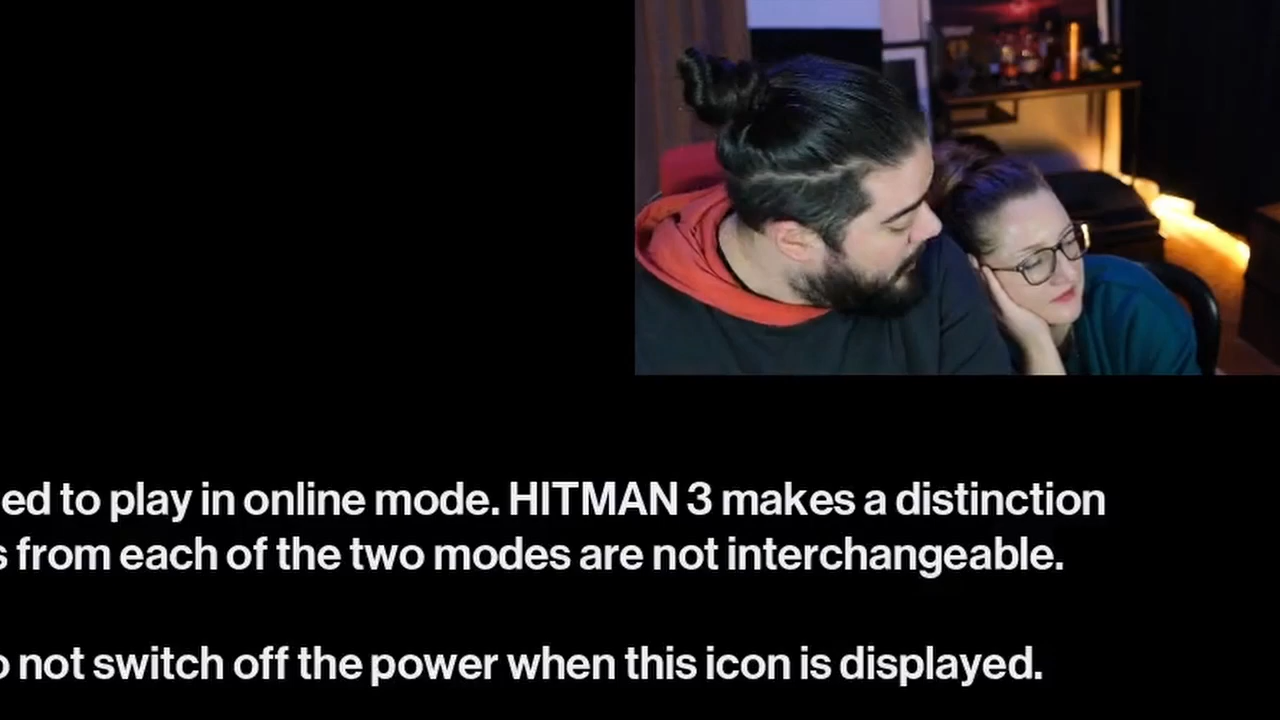 ed to play in online mode. HITMAN 3 makes a distinction
s from each of the two modes are not interchangeable.
o not switch off the power when this icon is displayed.